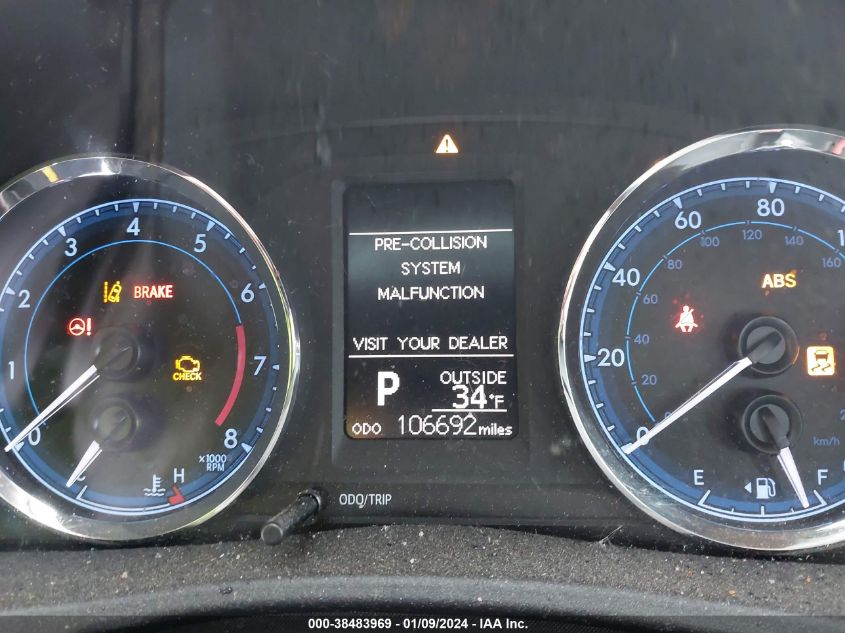 PRE-COLLISION
SYSTEM
MALFUNCTION
VISIT YOUR DEALER
P
OUTSIDE
34°F
ODO 106692 miles
0
1
2
3
4
5
6
7
8
BRAKE
CHECK
×1000
RPM
H
ODO/TRIP
0
20
40
60
80
20
40
60
80
100
120
140
160
ABS
km/h
E
F
000-38483969 - 01/09/2024 - IAA Inc.